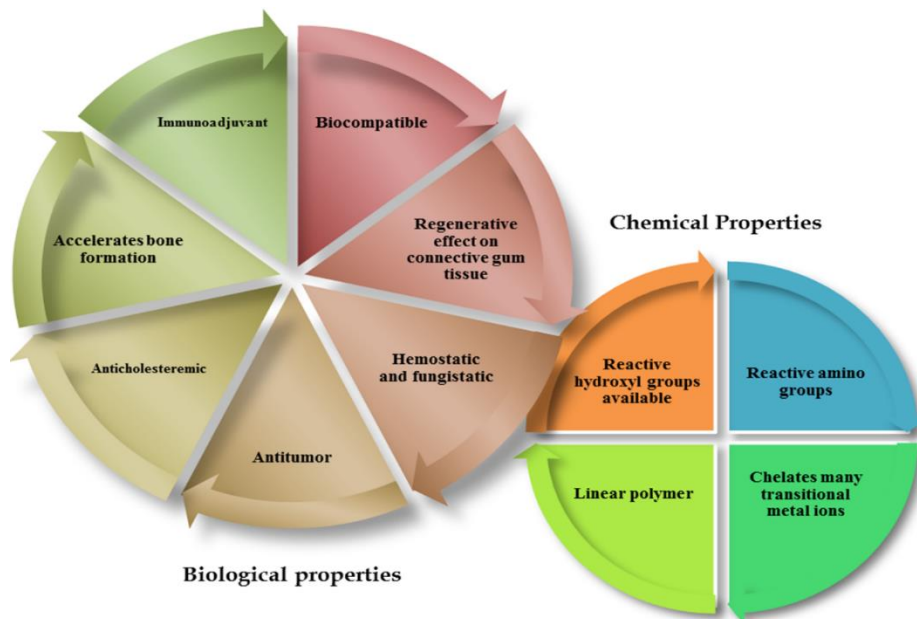 Immunoadjuvant
Biocompatible
Accelerates bone
formation
Regenerative
effect on
connective gum
tissue
Anticholesteremic
Hemostatic
and fungistatic
Antitumor
Biological properties
Chemical Properties
Reactive
hydroxyl groups
available
Reactive amino
groups
Linear polymer
Chelates many
transitional
metal ions